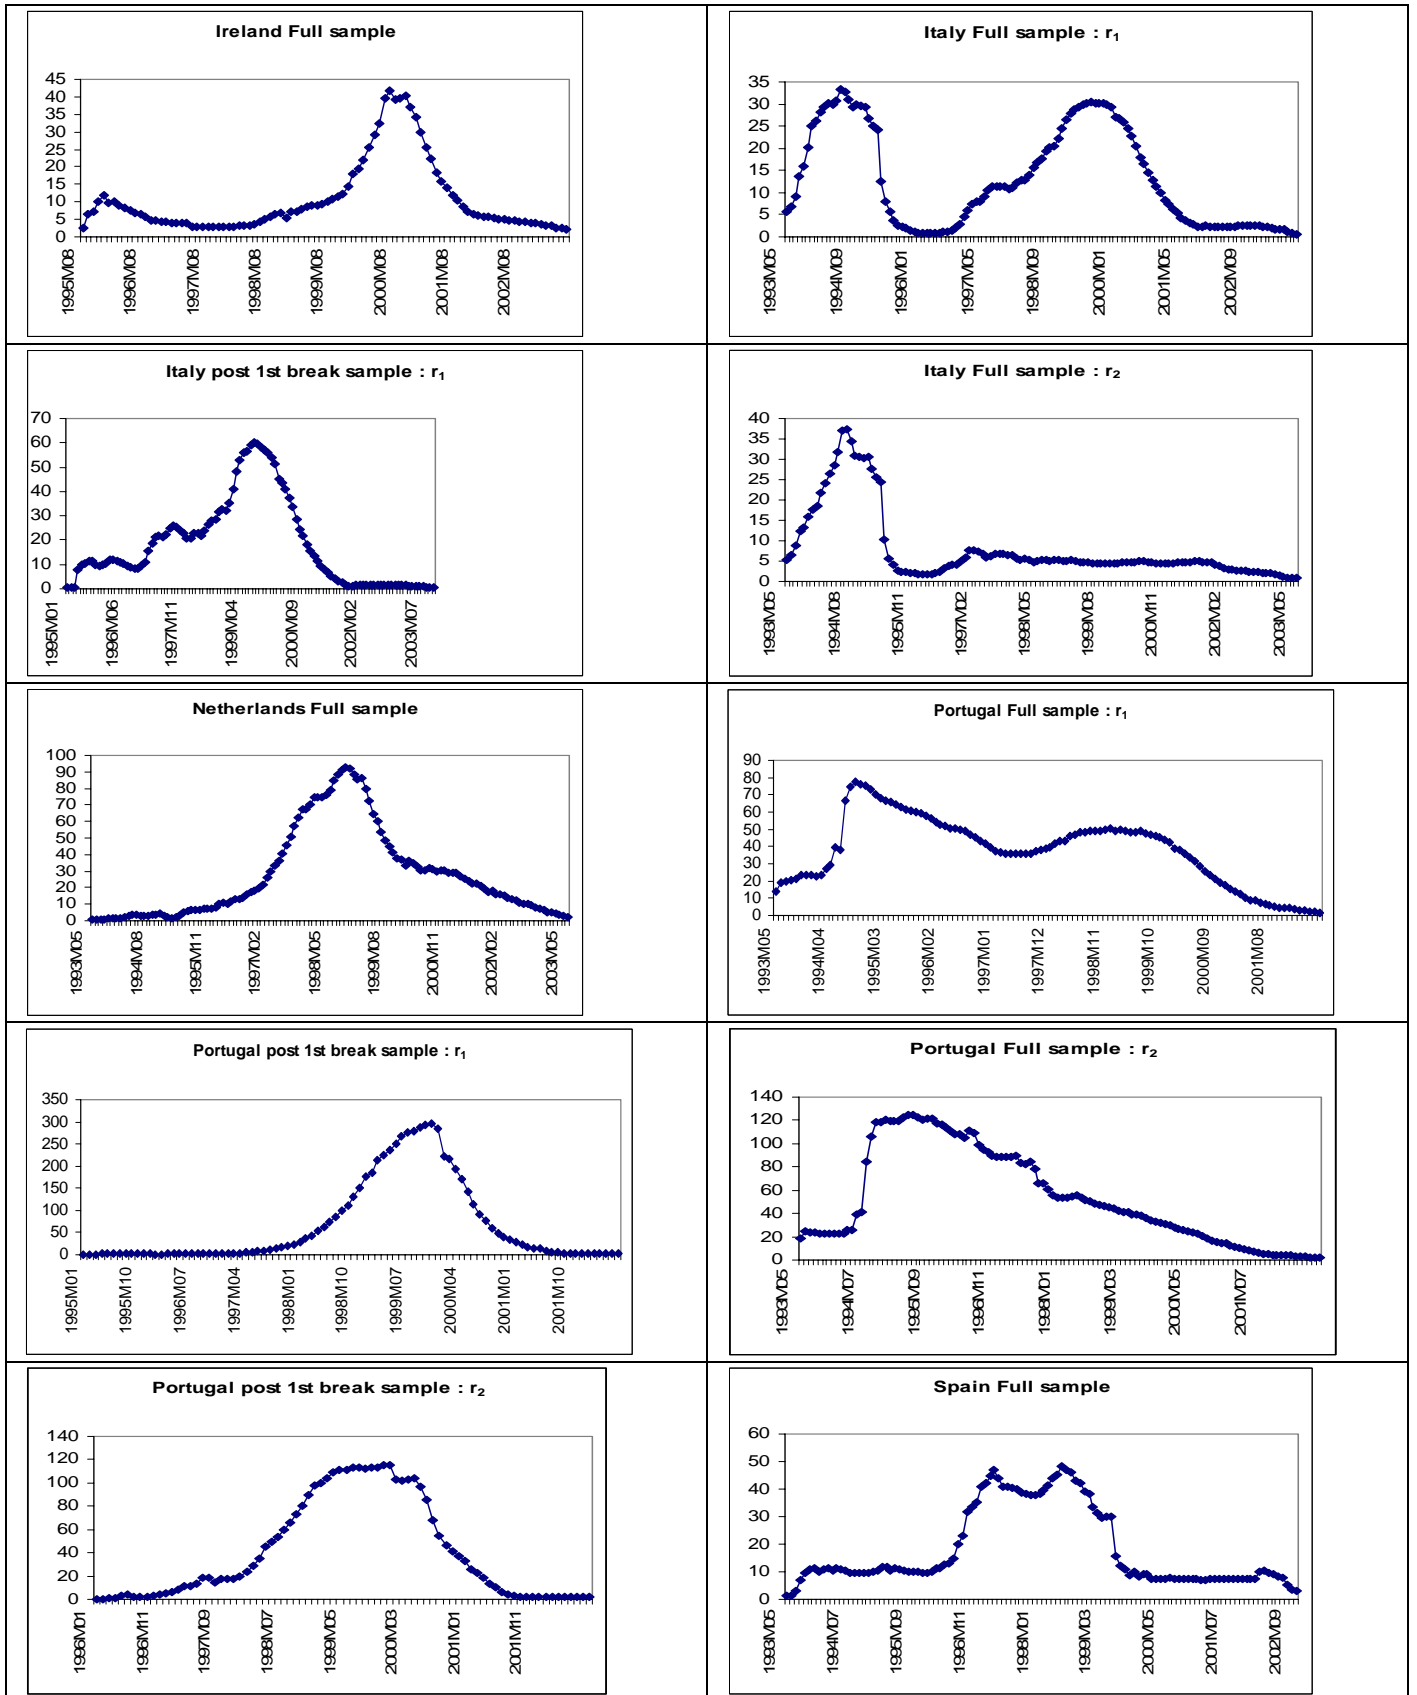 Ireland Full sample
45
40
35
30
25
20
15
10
5
0
1995M08
1996M08
1997M08
1998M08
1999M08
2000M08
2001M08
2002M08
Italy Full sample : r₁
35
30
25
20
15
10
5
0
1993M05
1994M09
1996M01
1997M05
1998M09
2000M01
2001M05
2002M09
Italy post 1st break sample : r₁
70
60
50
40
30
20
10
0
1995M01
1996M06
1997M11
1999M04
2000M09
2002M02
2003M07
Italy Full sample : r₂
40
35
30
25
20
15
10
5
0
1993M05
1994M08
1995M11
1997M02
1998M05
1999M08
2000M11
2002M02
2003M05
Netherlands Full sample
100
90
80
70
60
50
40
30
20
10
0
1993M05
1994M08
1995M11
1997M02
1998M05
1999M08
2000M11
2002M02
2003M05
Portugal Full sample : r₁
90
80
70
60
50
40
30
20
10
0
1993M05
1994M04
1995M03
1996M02
1997M01
1997M12
1998M11
1999M10
2000M09
2001M08
Portugal post 1st break sample : r₁
350
300
250
200
150
100
50
0
1995M01
1995M10
1996M07
1997M04
1998M01
1998M10
1999M07
2000M04
2001M01
2001M10
Portugal Full sample : r₂
140
120
100
80
60
40
20
0
1993M05
1994M07
1995M09
1996M11
1998M01
1999M03
2000M05
2001M07
Portugal post 1st break sample : r₂
140
120
100
80
60
40
20
0
1996M01
1996M11
1997M09
1998M07
1999M05
2000M03
2001M01
2001M11
Spain Full sample
60
50
40
30
20
10
0
1993M05
1994M07
1995M09
1996M11
1998M01
1999M03
2000M05
2001M07
2002M09